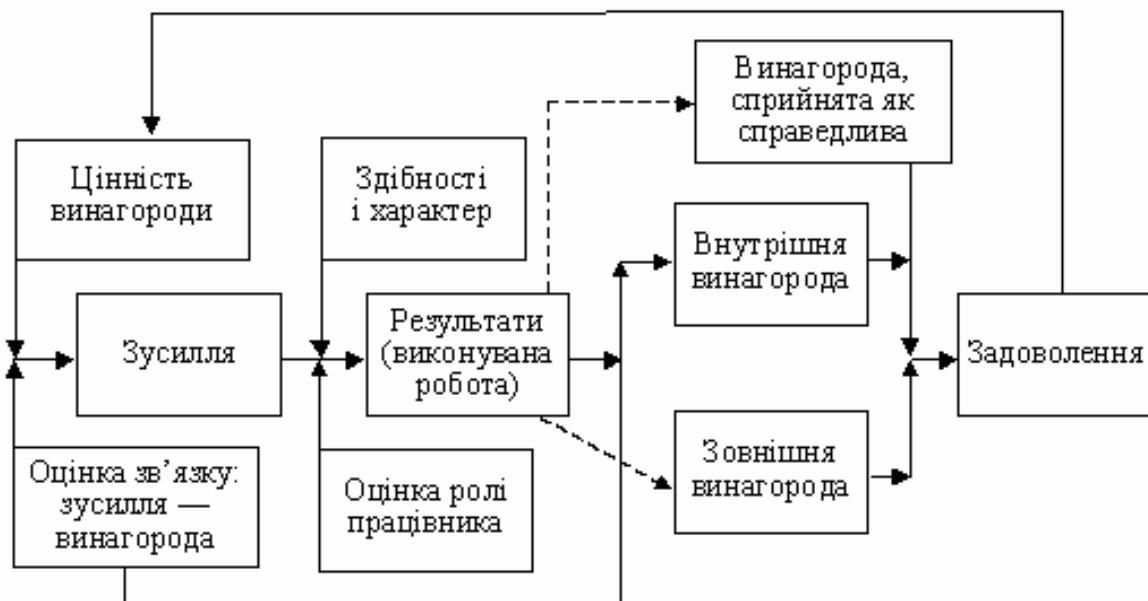 Винагорода,
сприйнята як
справедлива
Цінність
винагороди
Здібності
і характер
Внутрішня
винагорода
Зусилля
Результати
(виконувана
робота)
Задоволення
Оцінка зв’язку:
зусилля —
винагорода
Оцінка ролі
працівника
Зовнішня
винагорода